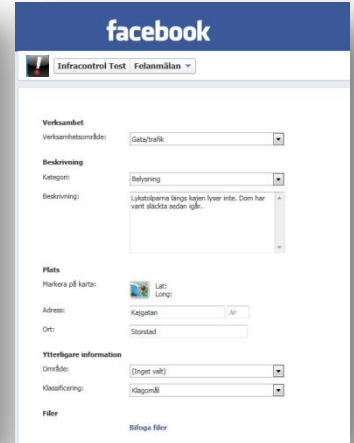 facebook
Infracontrol Test Felanmälan
Verksamhet
Verksamhetsområde: Gata/trafik
Beskrivning
Kategori: Belysning
Beskrivning: Lykstolparna längs kajen lyser inte. Dom har
varit släckta sedan igår.
Plats
Markera på karta: Lat:
Long:
Adress: Kajgatan Nr
Ort: Storstad
Ytterligare information
Område: (Inget valt)
Klassificering: Klagomål
Filer
Bifoga filer